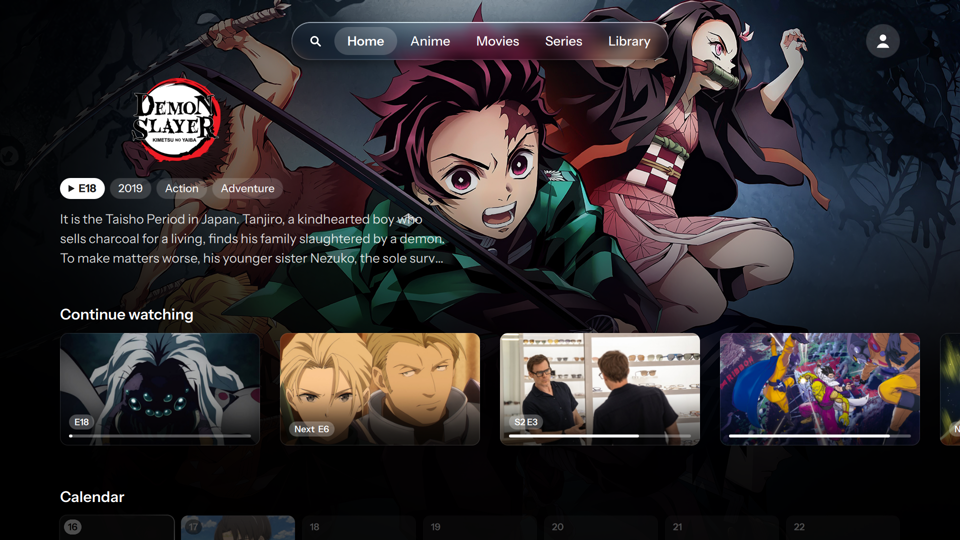 Home Anime Movies Series Library
DEMON
SLAYER
KIMETSU NO YAIBA
E18 2019 Action Adventure
It is the Taisho Period in Japan. Tanjiro, a kindhearted boy who
sells charcoal for a living, finds his family slaughtered by a demon.
To make matters worse, his younger sister Nezuko, the sole surv...
Continue watching
E18 Next E6 S2 E3
Calendar
16 17 18 19 20 21 22